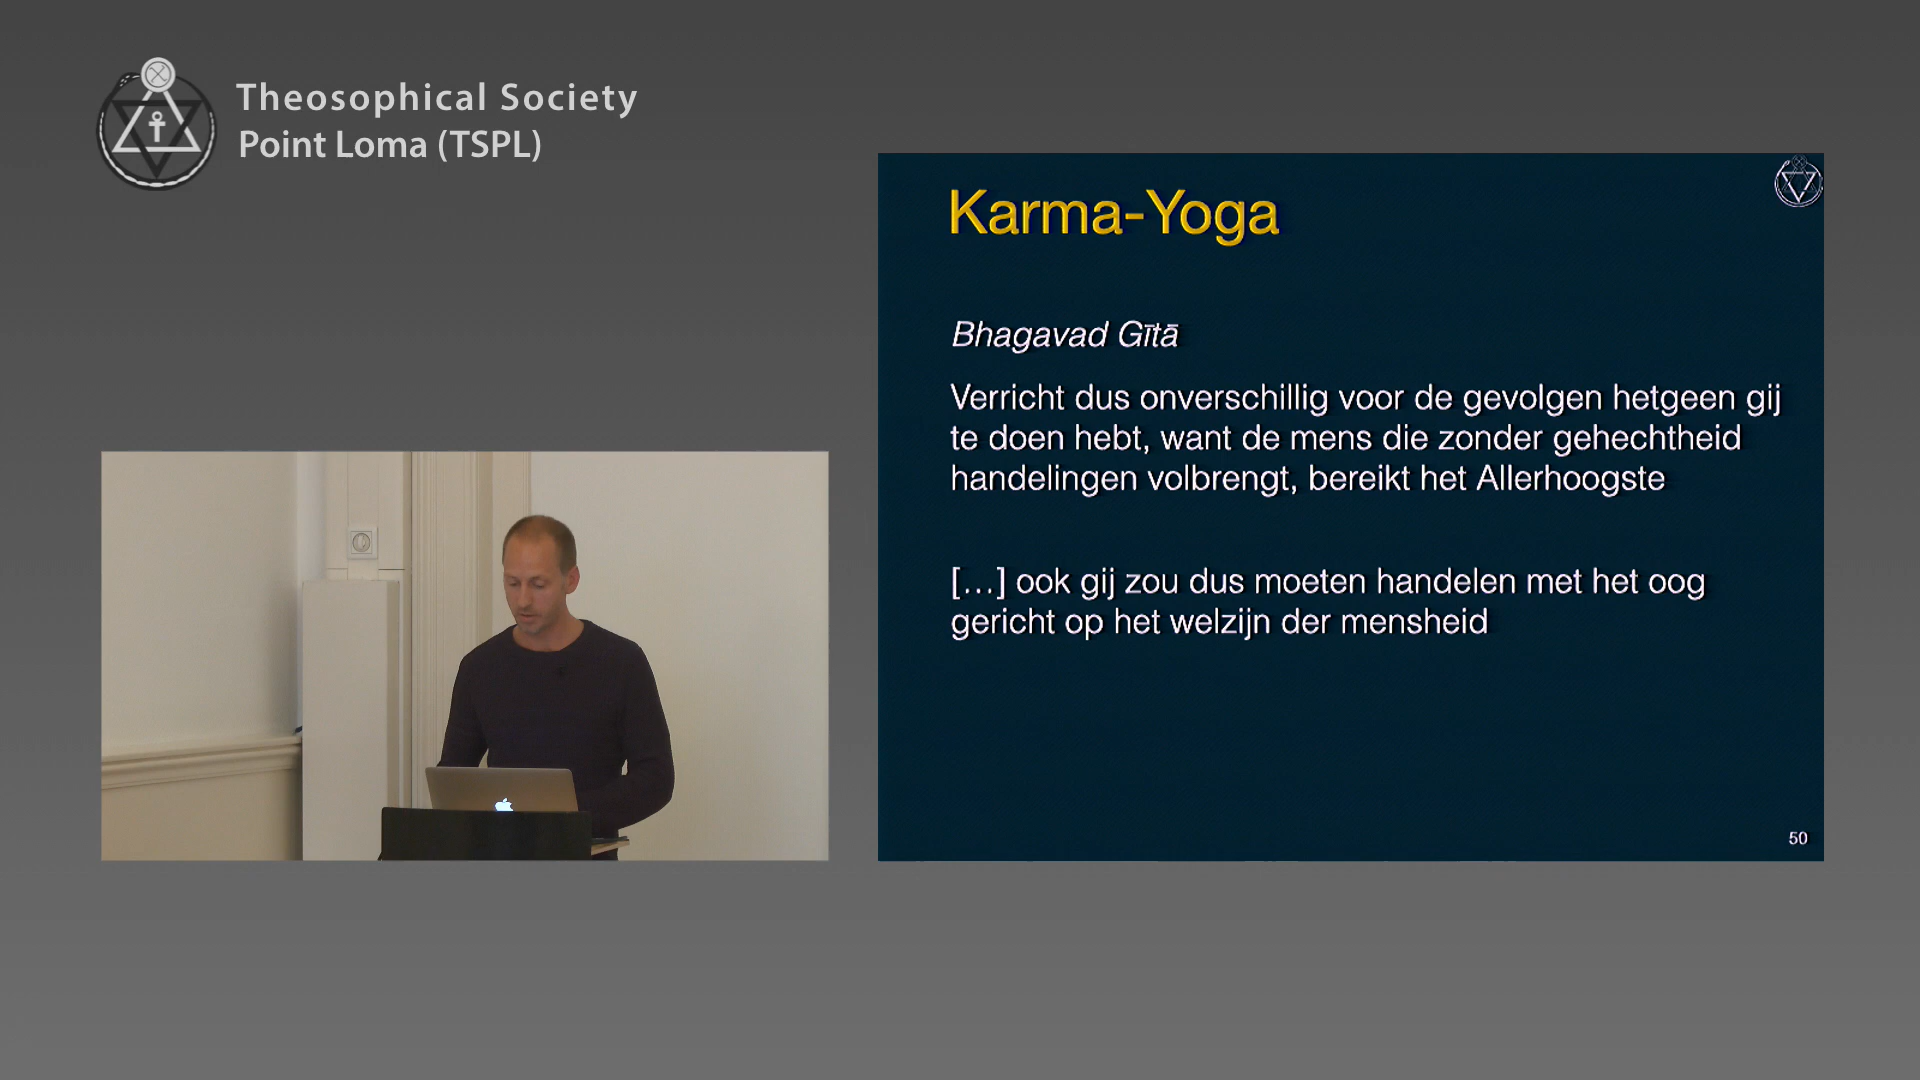 Theosophical Society
Point Loma (TSPL)
Karma-Yoga
Bhagavad Gītā
Verricht dus onverschillig voor de gevolgen hetgeen gij
te doen hebt, want de mens die zonder gehechtheid
handelingen volbrengt, bereikt het Allerhoogste
[…] ook gij zou dus moeten handelen met het oog
gericht op het welzijn der mensheid
50